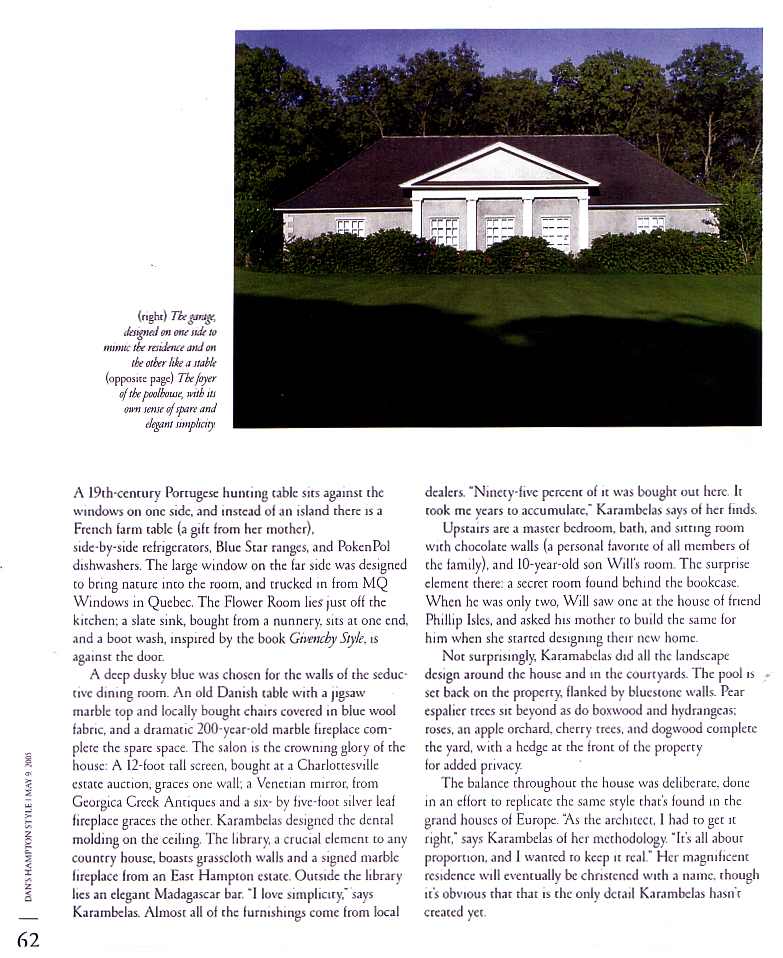 (right) The garage,
designed on one side to
mimic the residence and on
the other like a stable
(opposite page) The foyer
of the poolhouse, with its
own sense of spare and
elegant simplicity
A 19th-century Portugese hunting table sits against the
windows on one side, and instead of an island there is a
French farm table (a gift from her mother),
side-by-side refrigerators, Blue Star ranges, and PokenPol
dishwashers. The large window on the far side was designed
to bring nature into the room, and trucked in from MQ
Windows in Quebec. The Flower Room lies just off the
kitchen; a slate sink, bought from a nunnery, sits at one end,
and a boot wash, inspired by the book Givenchy Style, is
against the door.
A deep dusky blue was chosen for the walls of the seduc-
tive dining room. An old Danish table with a jigsaw
marble top and locally bought chairs covered in blue wool
fabric, and a dramatic 200-year-old marble fireplace com-
plete the spare space. The salon is the crowning glory of the
house: A 12-foot tall screen, bought at a Charlottesville
estate auction, graces one wall; a Venetian mirror, from
Georgica Creek Antiques and a six- by five-foot silver leaf
fireplace graces the other. Karambelas designed the dental
molding on the ceiling. The library, a crucial element to any
country house, boasts grasscloth walls and a signed marble
fireplace from an East Hampton estate. Outside the library
lies an elegant Madagascar bar. "I love simplicity," says
Karambelas. Almost all of the furnishings come from local
dealers. "Ninety-five percent of it was bought out here. It
took me years to accumulate," Karambelas says of her finds.
Upstairs are a master bedroom, bath, and sitting room
with chocolate walls (a personal favorite of all members of
the family), and 10-year-old son Will's room. The surprise
element there: a secret room found behind the bookcase.
When he was only two, Will saw one at the house of friend
Phillip Isles, and asked his mother to build the same for
him when she started designing their new home.
Not surprisingly, Karamabelas did all the landscape
design around the house and in the courtyards. The pool is
set back on the property, flanked by bluestone walls. Pear
espalier trees sit beyond as do boxwood and hydrangeas;
roses, an apple orchard, cherry trees, and dogwood complete
the yard, with a hedge at the front of the property
for added privacy.
The balance throughout the house was deliberate, done
in an effort to replicate the same style that's found in the
grand houses of Europe. "As the architect, I had to get it
right," says Karambelas of her methodology. "It's all about
proportion, and I wanted to keep it real." Her magnificent
residence will eventually be christened with a name, though
it's obvious that that is the only detail Karambelas hasn't
created yet.
DAN'S HAMPTON STYLE | MAY 9, 2005
62